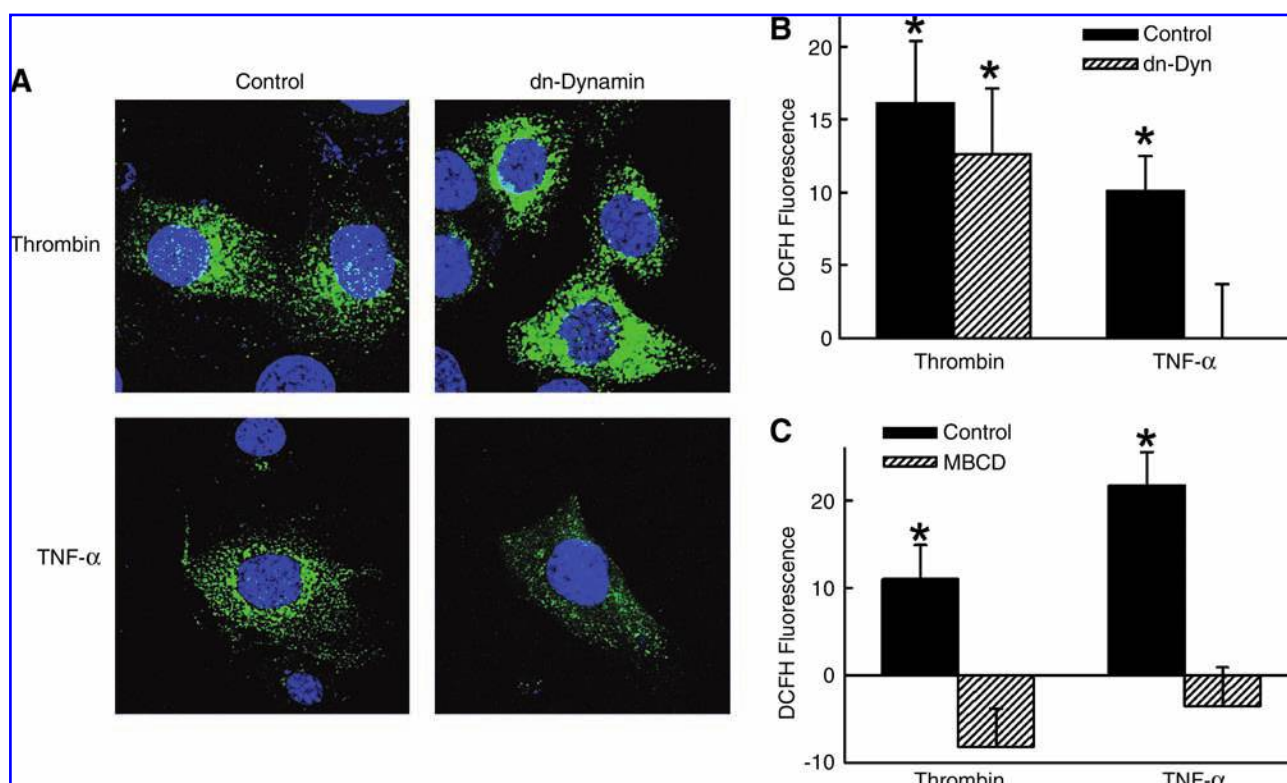 A
Control
dn-Dynamin
Thrombin
TNF-α
B
Control
dn-Dyn
*
*
*
20
15
10
5
0
DCFH Fluorescence
Thrombin
TNF-α
C
Control
MBCD
*
*
20
10
0
-10
DCFH Fluorescence
Thrombin
TNF-α